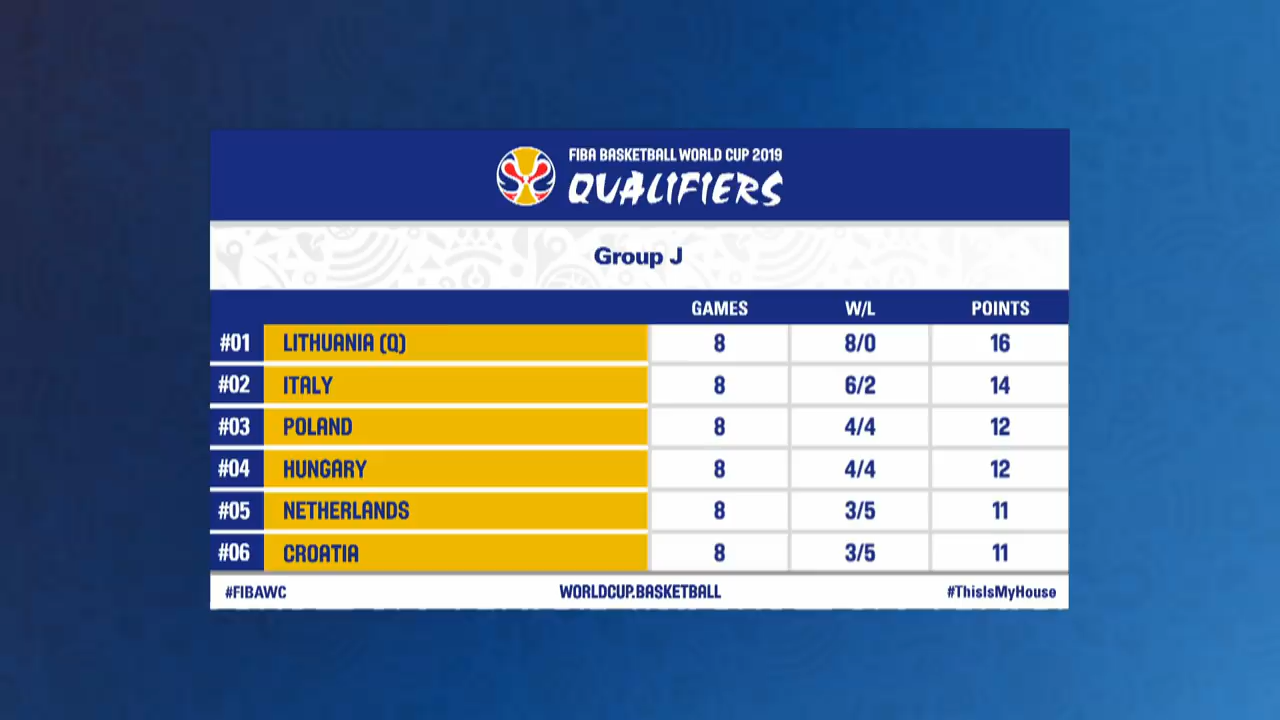 FIBA BASKETBALL WORLD CUP 2019
QUALIFIERS
Group J
GAMES W/L POINTS
#01 LITHUANIA (Q) 8 8/0 16
#02 ITALY 8 6/2 14
#03 POLAND 8 4/4 12
#04 HUNGARY 8 4/4 12
#05 NETHERLANDS 8 3/5 11
#06 CROATIA 8 3/5 11
#FIBAWC WORLDCUP.BASKETBALL #ThisIsMyHouse